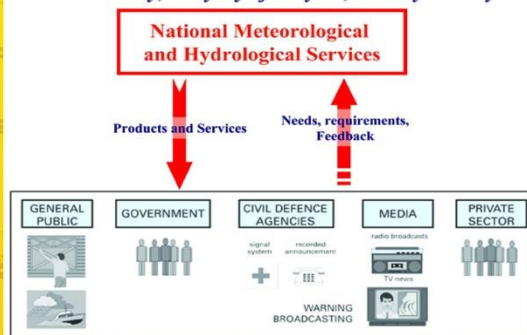 National Meteorological
and Hydrological Services
Products and Services
Needs, requirements,
Feedback
GENERAL
PUBLIC
GOVERNMENT
CIVIL DEFENCE
AGENCIES
MEDIA
PRIVATE
SECTOR
signal
system
recorded
announcement
radio broadcasts
TV news
WARNING
BROADCASTING